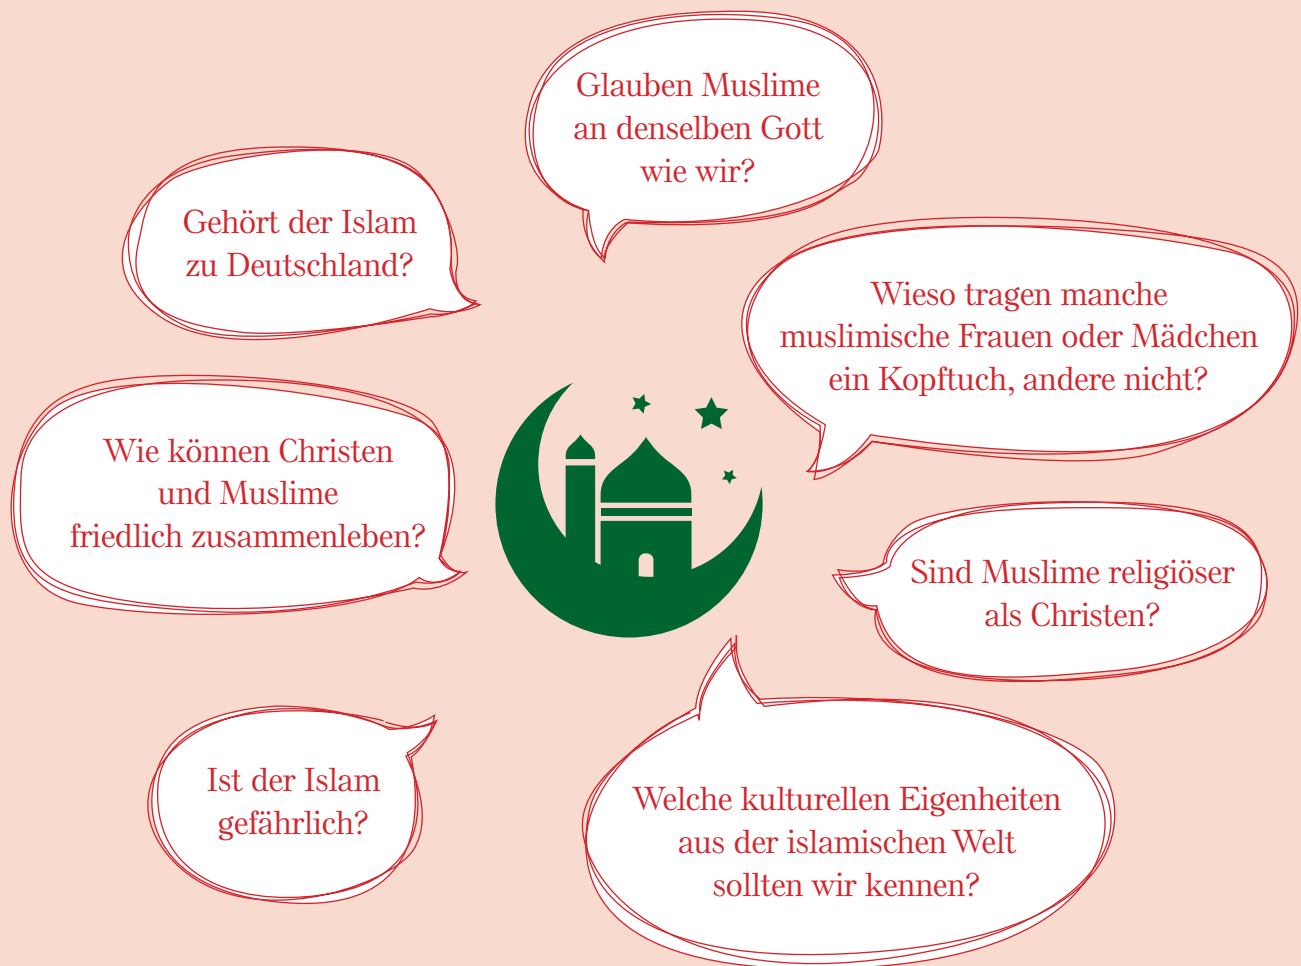 Glauben Muslime
an denselben Gott
wie wir?
Gehört der Islam
zu Deutschland?
Wieso tragen manche
muslimische Frauen oder Mädchen
ein Kopftuch, andere nicht?
Wie können Christen
und Muslime
friedlich zusammenleben?
Sind Muslime religiöser
als Christen?
Ist der Islam
gefährlich?
Welche kulturellen Eigenheiten
aus der islamischen Welt
sollten wir kennen?